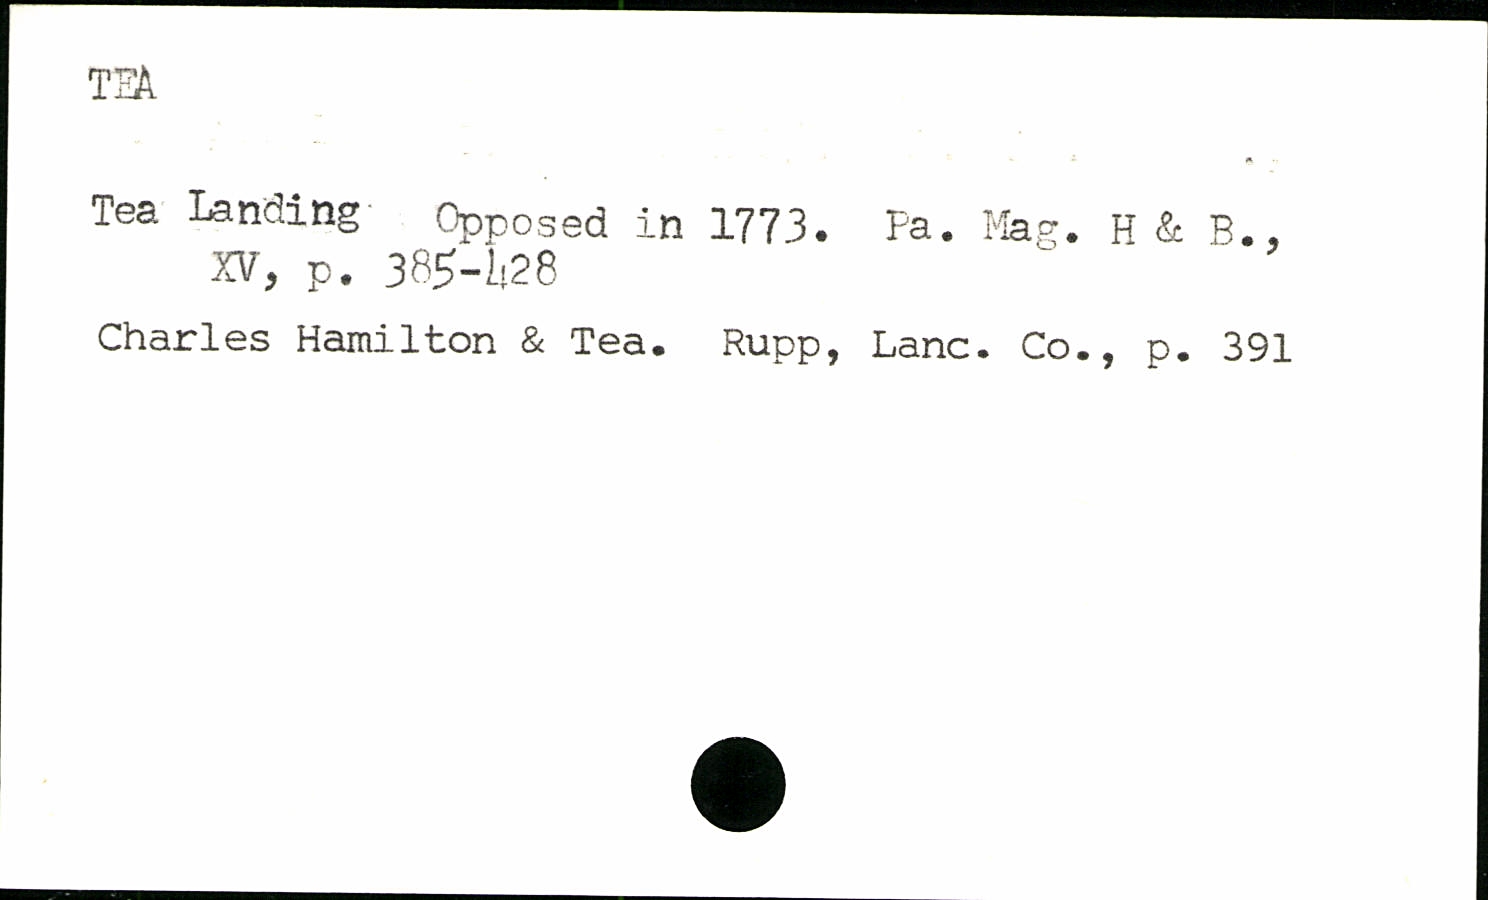 TEA
Tea Landing Opposed in 1773. Pa. Mag. H & B.,
XV, p. 385-428
Charles Hamilton & Tea. Rupp, Lanc. Co., p. 391